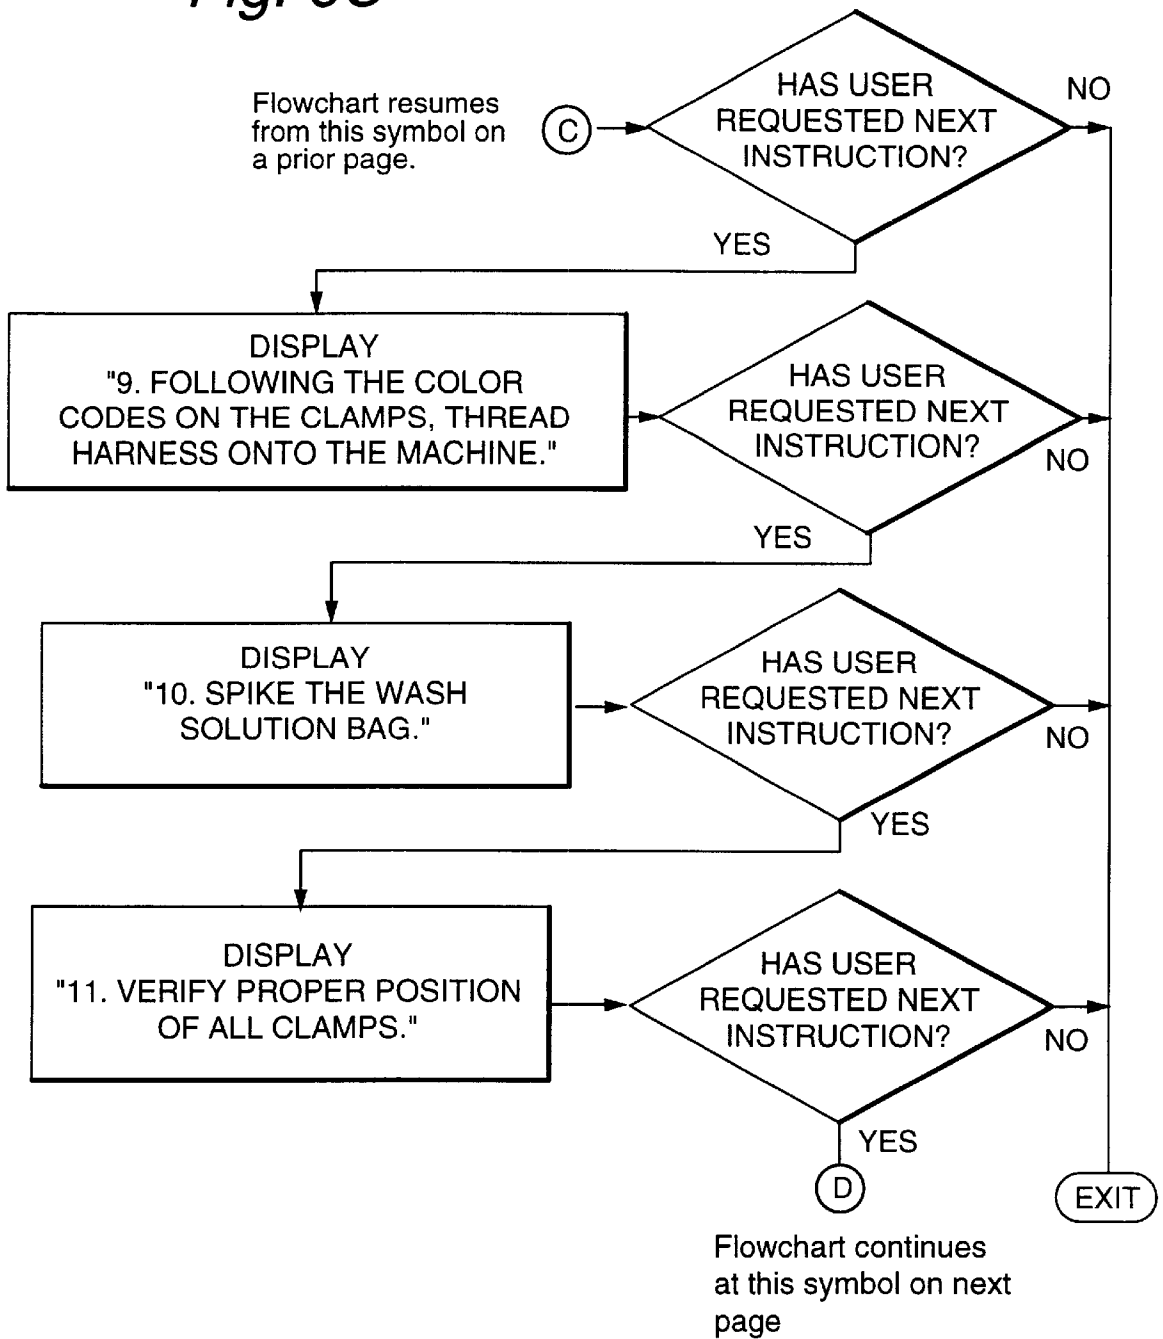 Flowchart resumes
from this symbol on
a prior page.
C
HAS USER
REQUESTED NEXT
INSTRUCTION?
NO
YES
DISPLAY
"9. FOLLOWING THE COLOR
CODES ON THE CLAMPS, THREAD
HARNESS ONTO THE MACHINE."
HAS USER
REQUESTED NEXT
INSTRUCTION?
NO
YES
DISPLAY
"10. SPIKE THE WASH
SOLUTION BAG."
HAS USER
REQUESTED NEXT
INSTRUCTION?
NO
YES
DISPLAY
"11. VERIFY PROPER POSITION
OF ALL CLAMPS."
HAS USER
REQUESTED NEXT
INSTRUCTION?
NO
YES
D
EXIT
Flowchart continues
at this symbol on next
page